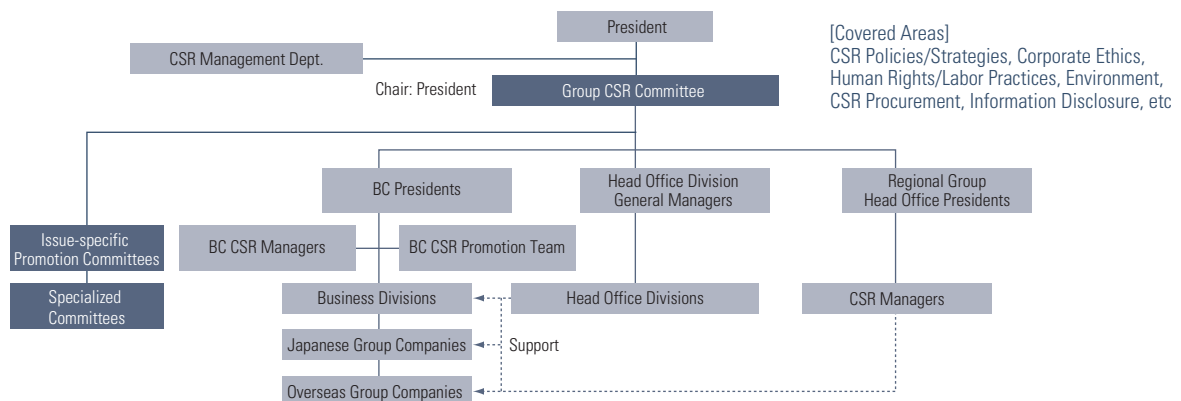 President
[Covered Areas]
CSR Policies/Strategies, Corporate Ethics,
Human Rights/Labor Practices, Environment,
CSR Procurement, Information Disclosure, etc
CSR Management Dept.
Chair: President
Group CSR Committee
BC Presidents
Head Office Division
General Managers
Regional Group
Head Office Presidents
Issue-specific
Promotion Committees
BC CSR Managers
BC CSR Promotion Team
Specialized
Committees
Business Divisions
Head Office Divisions
CSR Managers
Japanese Group Companies
Support
Overseas Group Companies